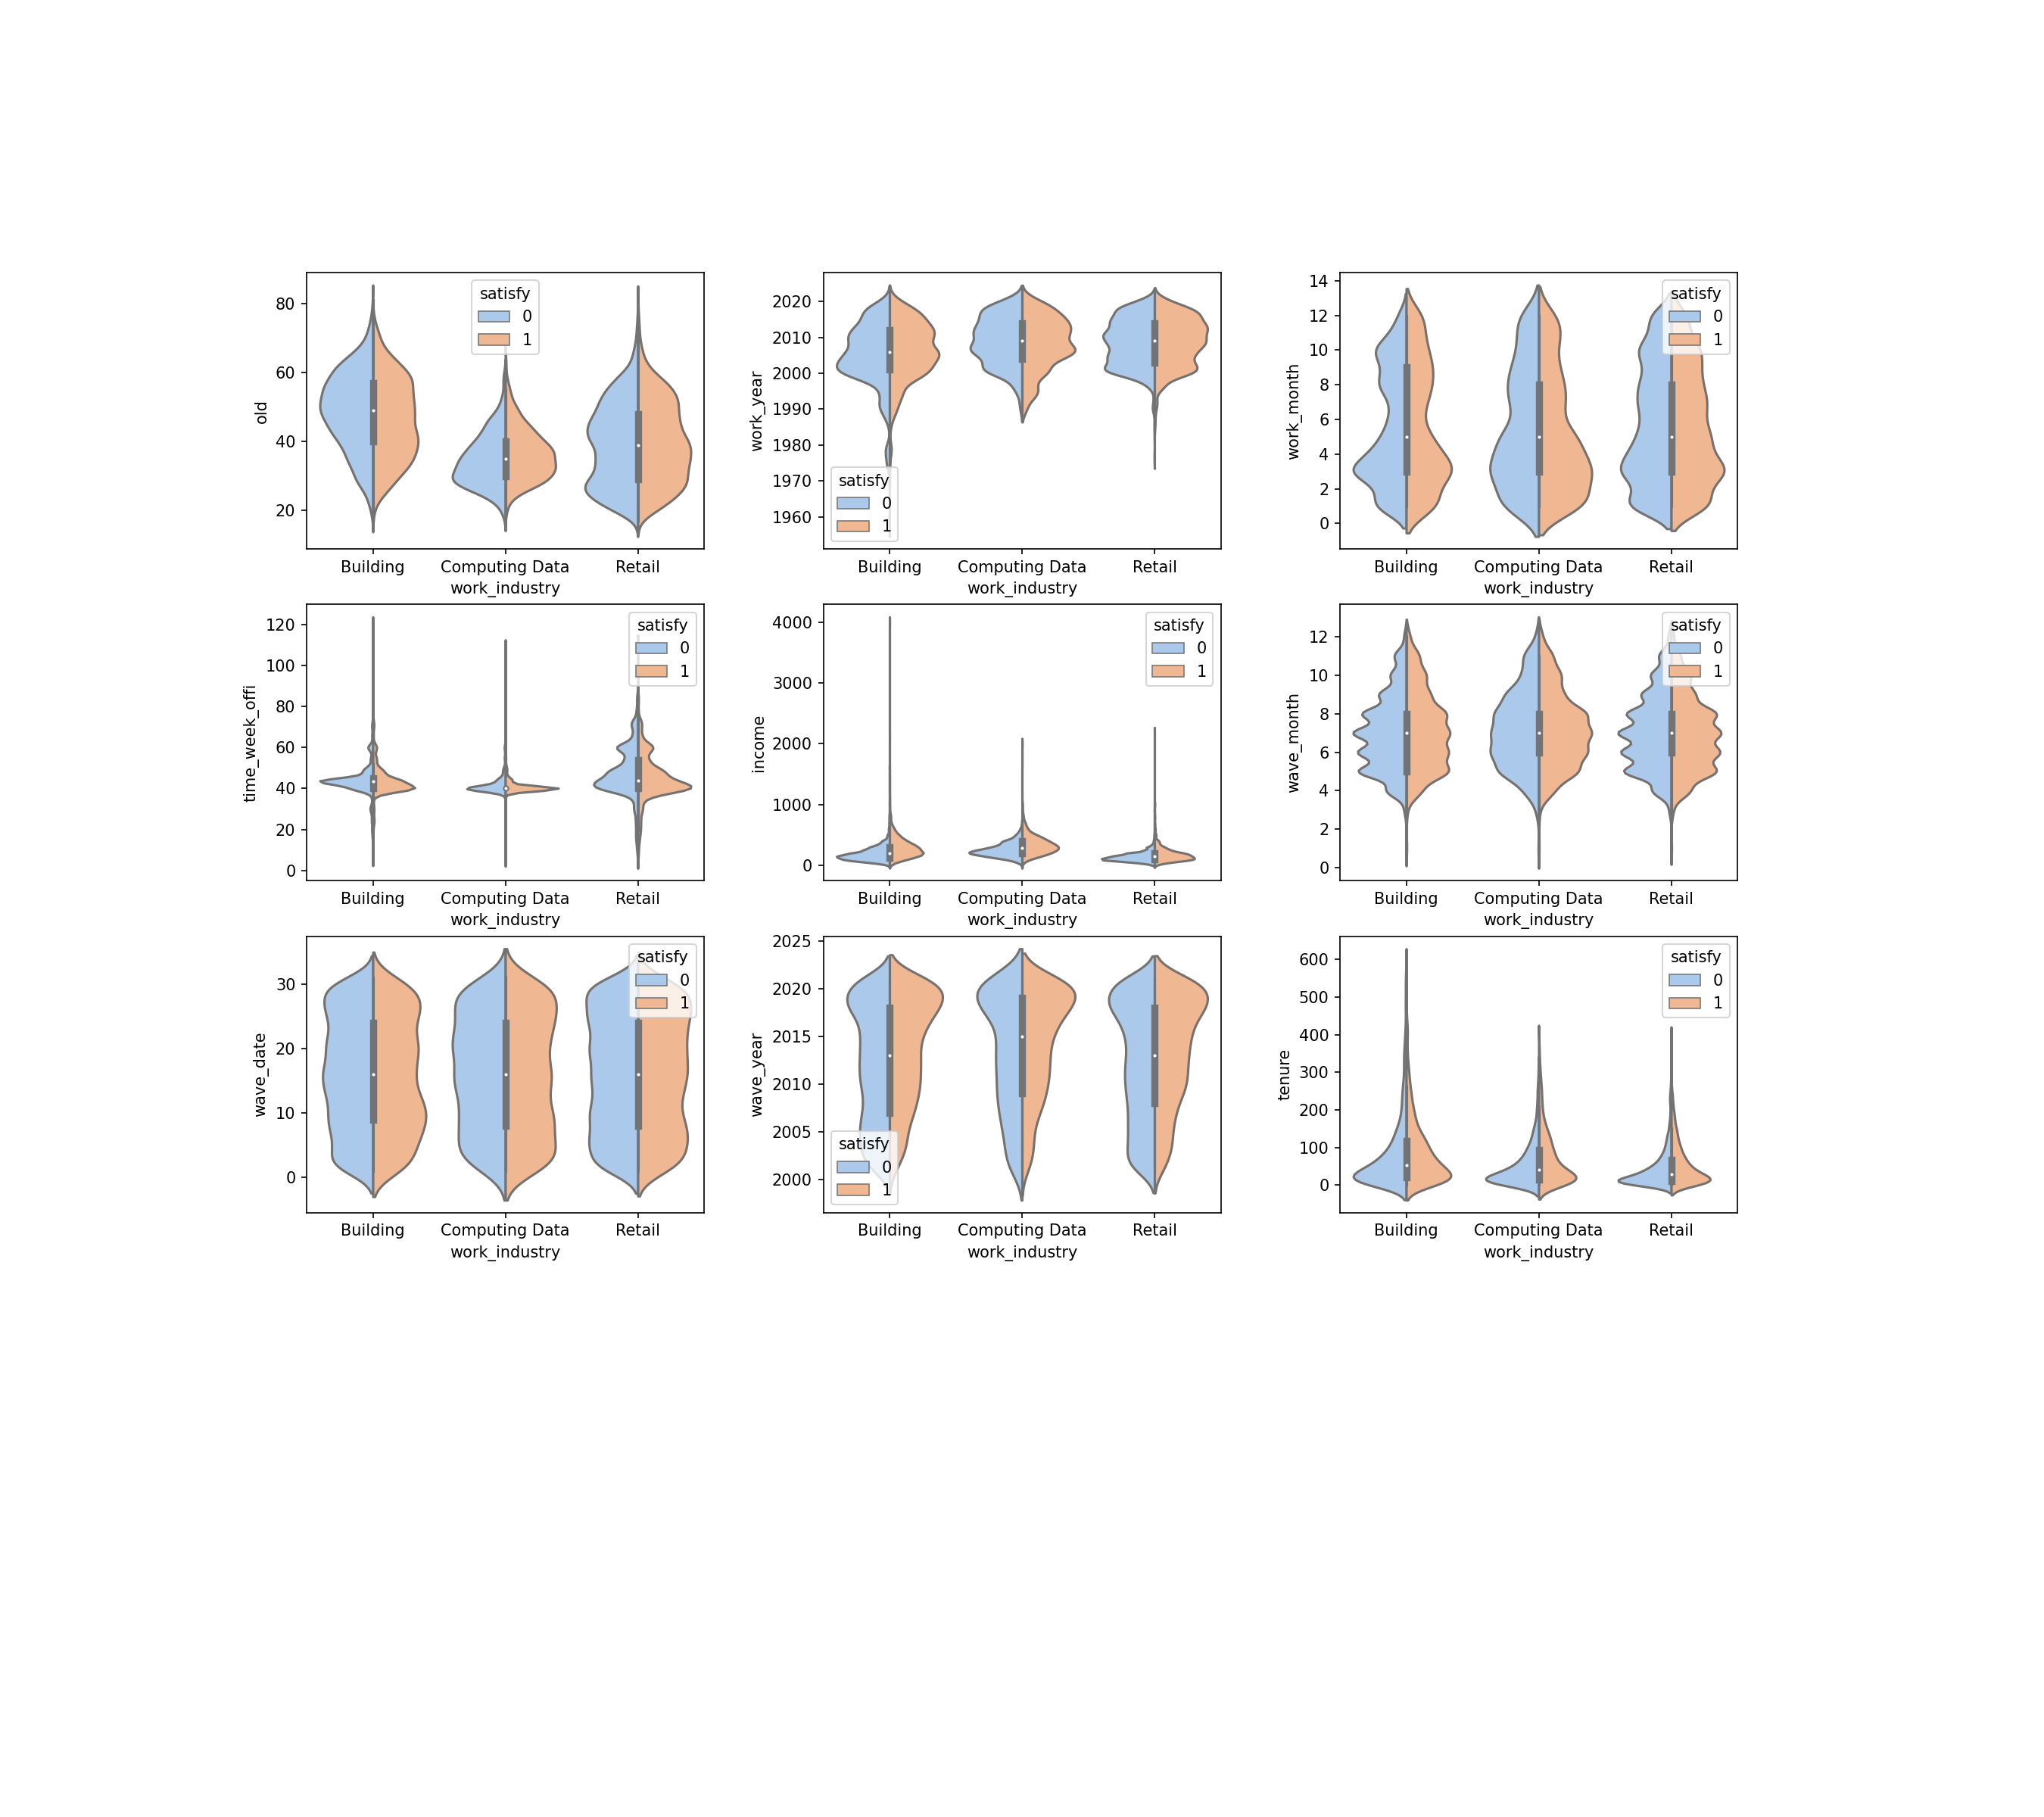 old
80
60
40
20
satisfy
0
1
Building Computing Data Retail
work_industry
work_year
2020
2010
2000
1990
1980
1970
1960
satisfy
0
1
Building Computing Data Retail
work_industry
work_month
14
12
10
8
6
4
2
0
satisfy
0
1
Building Computing Data Retail
work_industry
time_week_offi
120
100
80
60
40
20
0
satisfy
0
1
Building Computing Data Retail
work_industry
income
4000
3000
2000
1000
0
satisfy
0
1
Building Computing Data Retail
work_industry
wave_month
12
10
8
6
4
2
0
satisfy
0
1
Building Computing Data Retail
work_industry
wave_date
30
20
10
0
satisfy
0
1
Building Computing Data Retail
work_industry
wave_year
2025
2020
2015
2010
2005
2000
satisfy
0
1
Building Computing Data Retail
work_industry
tenure
600
500
400
300
200
100
0
satisfy
0
1
Building Computing Data Retail
work_industry